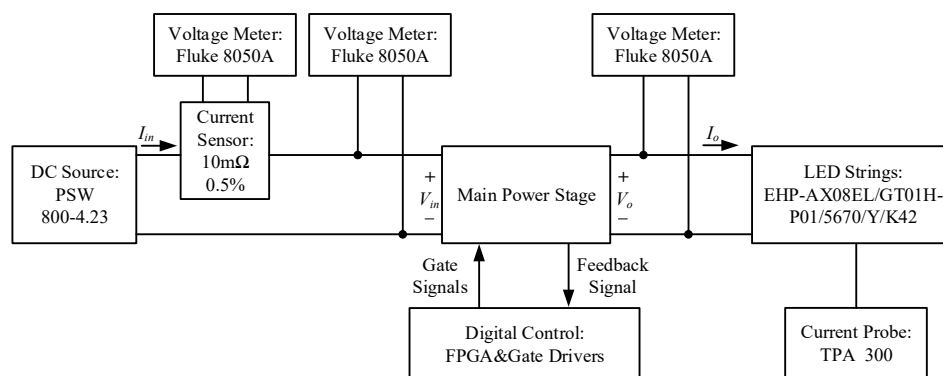 Voltage Meter:
Fluke 8050A
Voltage Meter:
Fluke 8050A
Voltage Meter:
Fluke 8050A
I_in
Current
Sensor:
10mΩ
0.5%
I_o
DC Source:
PSW
800-4.23
+
V_in
−
Main Power Stage
+
V_o
−
LED Strings:
EHP-AX08EL/GT01H-
P01/5670/Y/K42
Gate
Signals
Feedback
Signal
Digital Control:
FPGA&Gate Drivers
Current Probe:
TPA 300